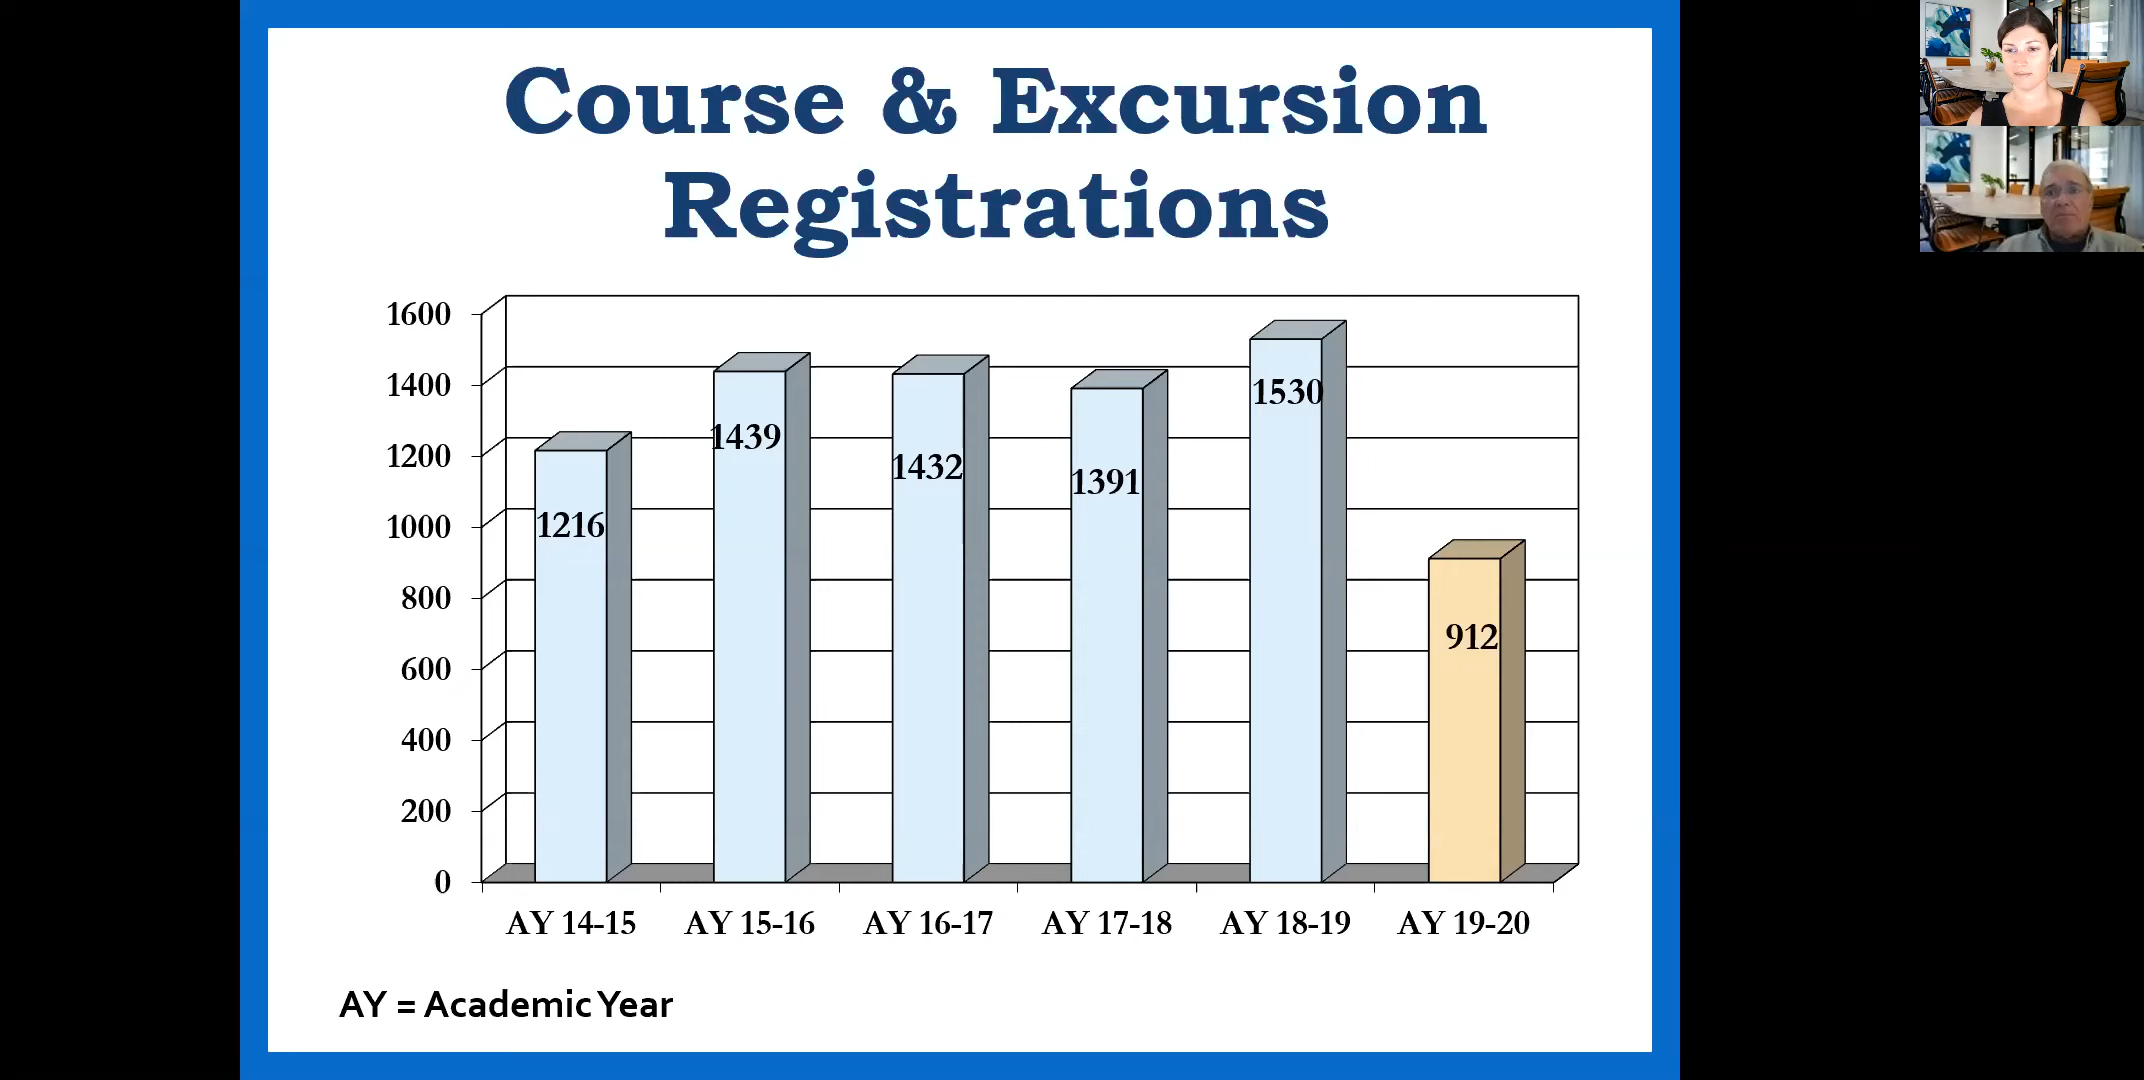 Course & Excursion
Registrations
1600
1400
1200
1000
800
600
400
200
0
1216
1439
1432
1391
1530
912
AY 14-15
AY 15-16
AY 16-17
AY 17-18
AY 18-19
AY 19-20
AY = Academic Year